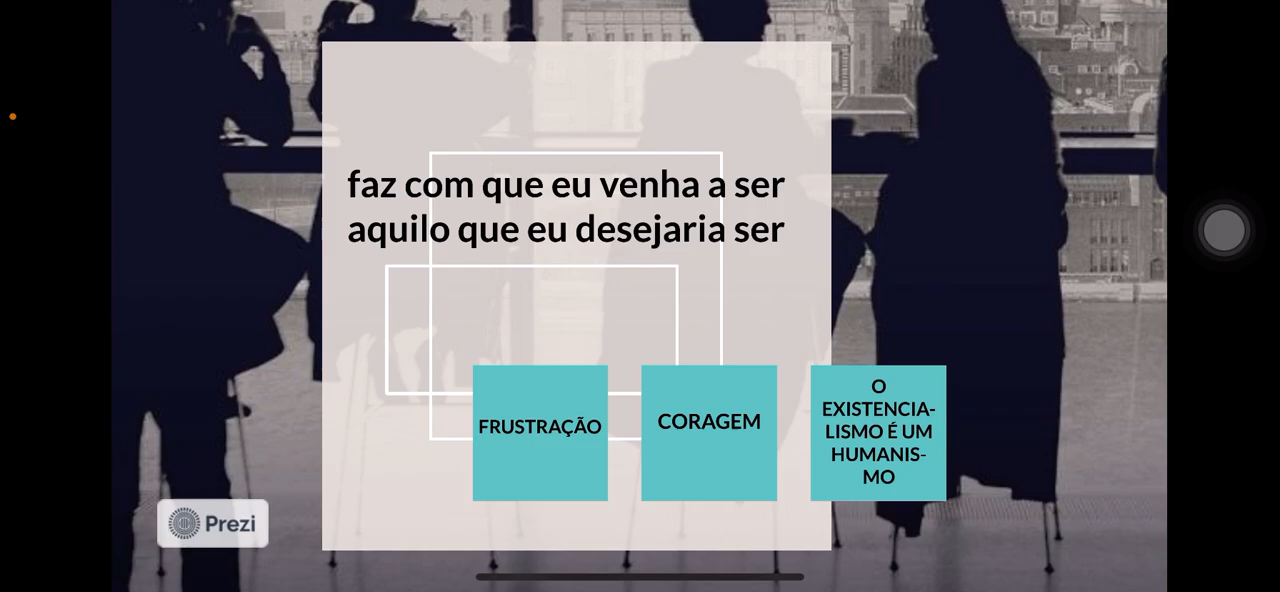 faz com que eu venha a ser
aquilo que eu desejaria ser
FRUSTRAÇÃO
CORAGEM
O
EXISTENCIA-
LISMO É UM
HUMANIS-
MO
Prezi